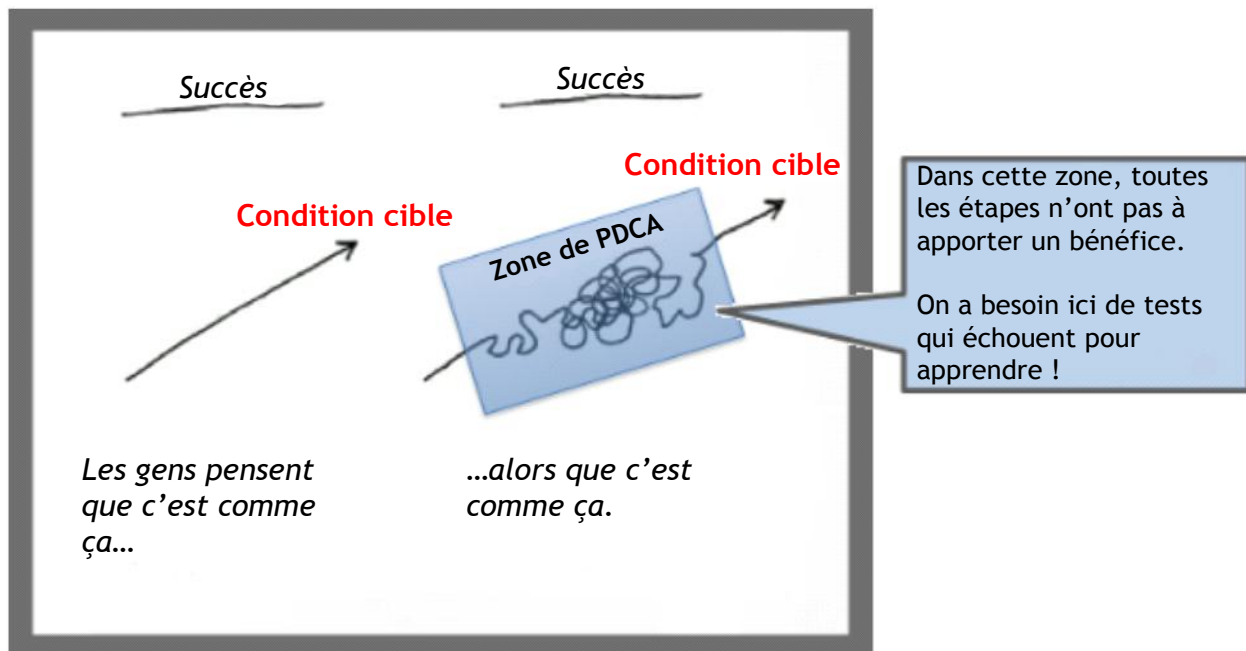 Succès
Condition cible
Les gens pensent
que c’est comme
ça…
Succès
Condition cible
Zone de PDCA
…alors que c’est
comme ça.
Dans cette zone, toutes
les étapes n’ont pas à
apporter un bénéfice.
On a besoin ici de tests
qui échouent pour
apprendre !